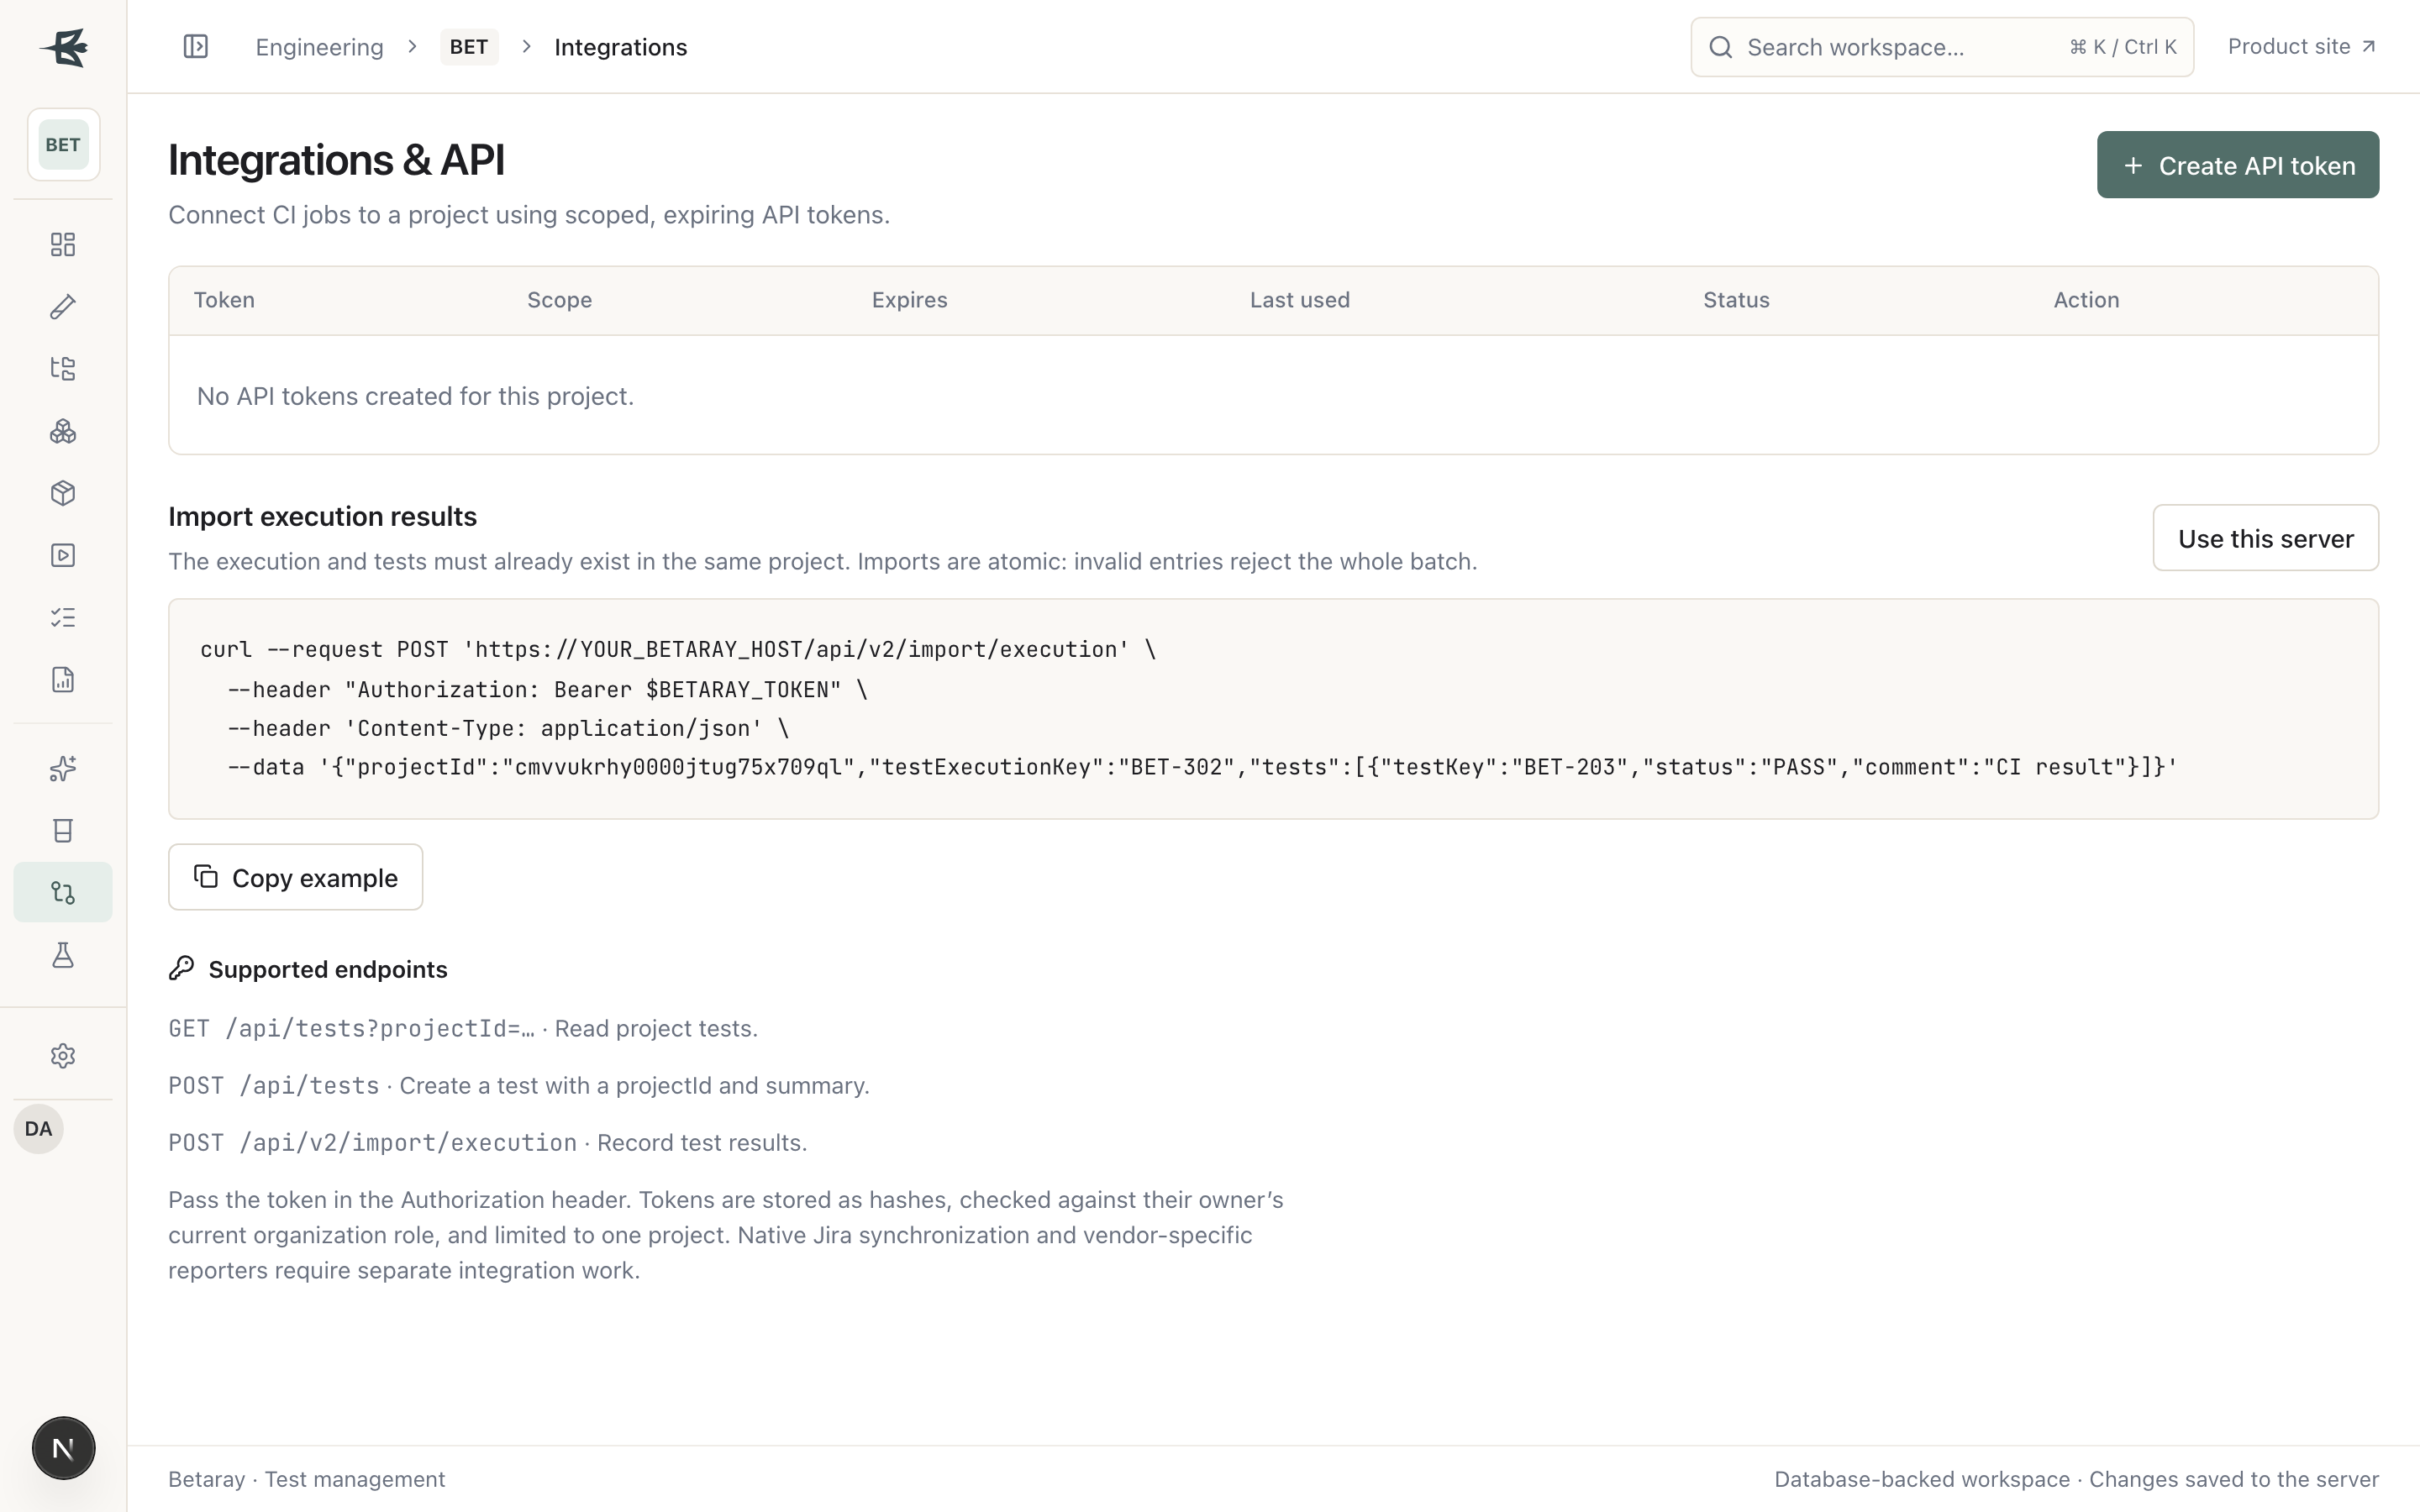 Engineering > BET > Integrations
Search workspace... ⌘ K / Ctrl K
Product site ↗
BET
Integrations & API
+ Create API token
Connect CI jobs to a project using scoped, expiring API tokens.
Token Scope Expires Last used Status Action
No API tokens created for this project.
Import execution results
Use this server
The execution and tests must already exist in the same project. Imports are atomic: invalid entries reject the whole batch.
curl --request POST 'https://YOUR_BETARAY_HOST/api/v2/import/execution' \
--header "Authorization: Bearer $BETARAY_TOKEN" \
--header 'Content-Type: application/json' \
--data '{"projectId":"cmvvukrhy0000jtug75x709ql","testExecutionKey":"BET-302","tests":[{"testKey":"BET-203","status":"PASS","comment":"CI result"}]}'
Copy example
Supported endpoints
GET /api/tests?projectId=… · Read project tests.
POST /api/tests · Create a test with a projectId and summary.
POST /api/v2/import/execution · Record test results.
DA
Pass the token in the Authorization header. Tokens are stored as hashes, checked against their owner’s
current organization role, and limited to one project. Native Jira synchronization and vendor-specific
reporters require separate integration work.
N
Betaray · Test management
Database-backed workspace · Changes saved to the server